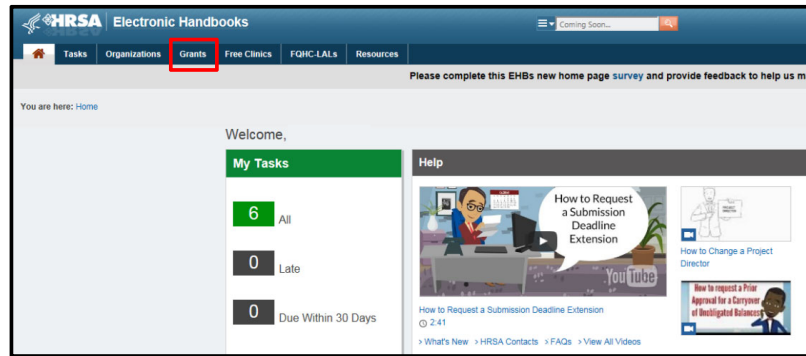 HRSA Electronic Handbooks
Coming Soon...
Tasks Organizations Grants Free Clinics FQHC-LALs Resources
Please complete this EHBs new home page survey and provide feedback to help us m
You are here: Home
Welcome,
My Tasks
6 All
0 Late
0 Due Within 30 Days
Help
How to Request
a Submission
Deadline
Extension
YouTube
How to Request a Submission Deadline Extension
2:41
> What's New > HRSA Contacts > FAQs > View All Videos
PROJECT
DIRECTOR
How to Change a Project
Director
How to request a Prior
Approval for a Carryover
of Unobligated Balances